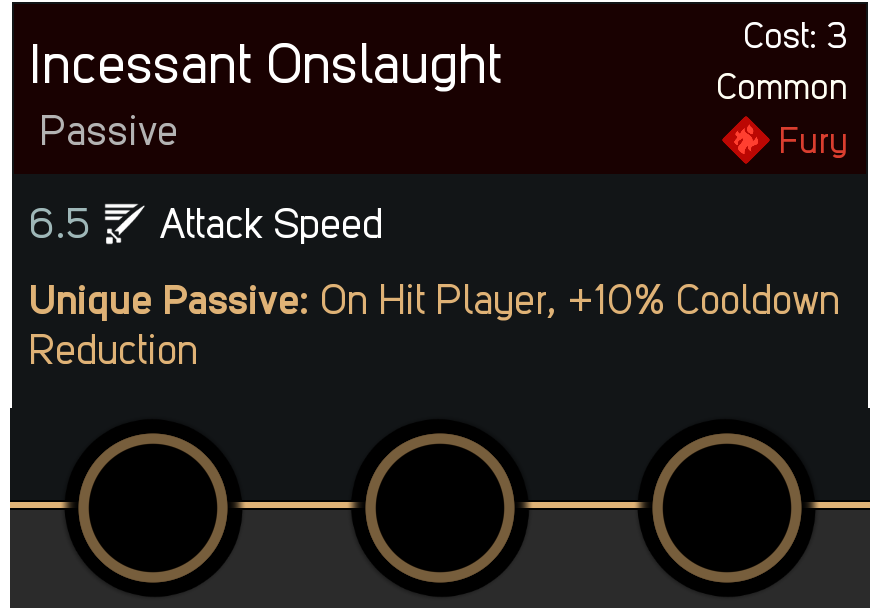 Incessant Onslaught
Cost: 3
Common
Passive
Fury
6.5 Attack Speed
Unique Passive: On Hit Player, +10% Cooldown
Reduction